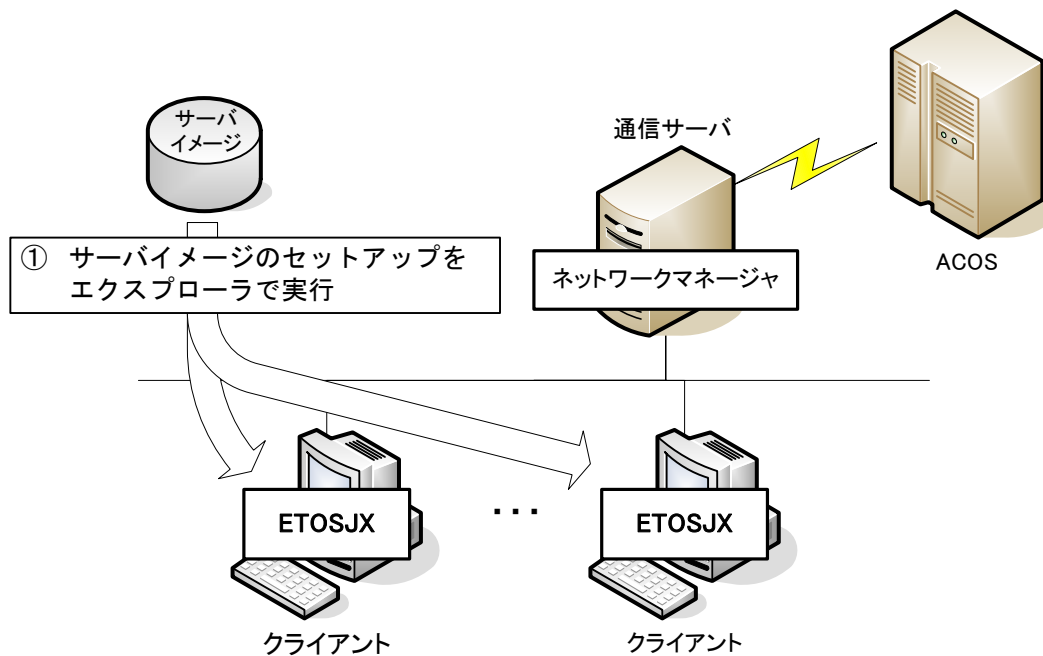 サーバ
イメージ
通信サーバ
ACOS
① サーバイメージのセットアップを
エクスプローラで実行
ネットワークマネージャ
ETOSJX
・・・
ETOSJX
クライアント
クライアント